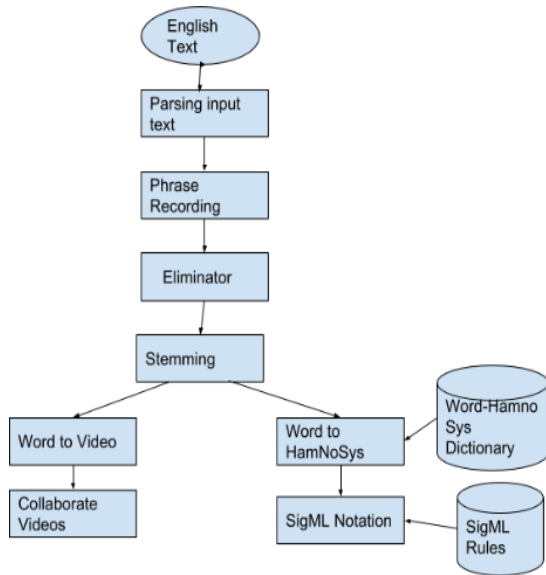 English
Text
Parsing input
text
Phrase
Recording
Eliminator
Stemming
Word to Video
Word to
HamNoSys
Word-Hamno
Sys
Dictionary
Collaborate
Videos
SigML Notation
SigML
Rules